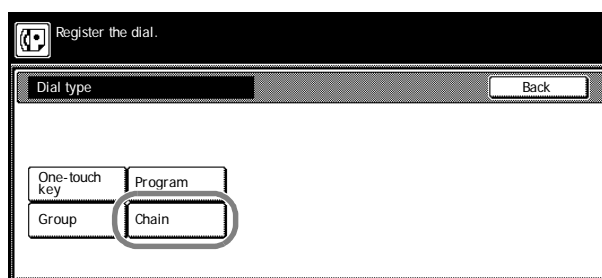 Register the dial.
Dial type
Back
One-touch
key
Program
Group
Chain